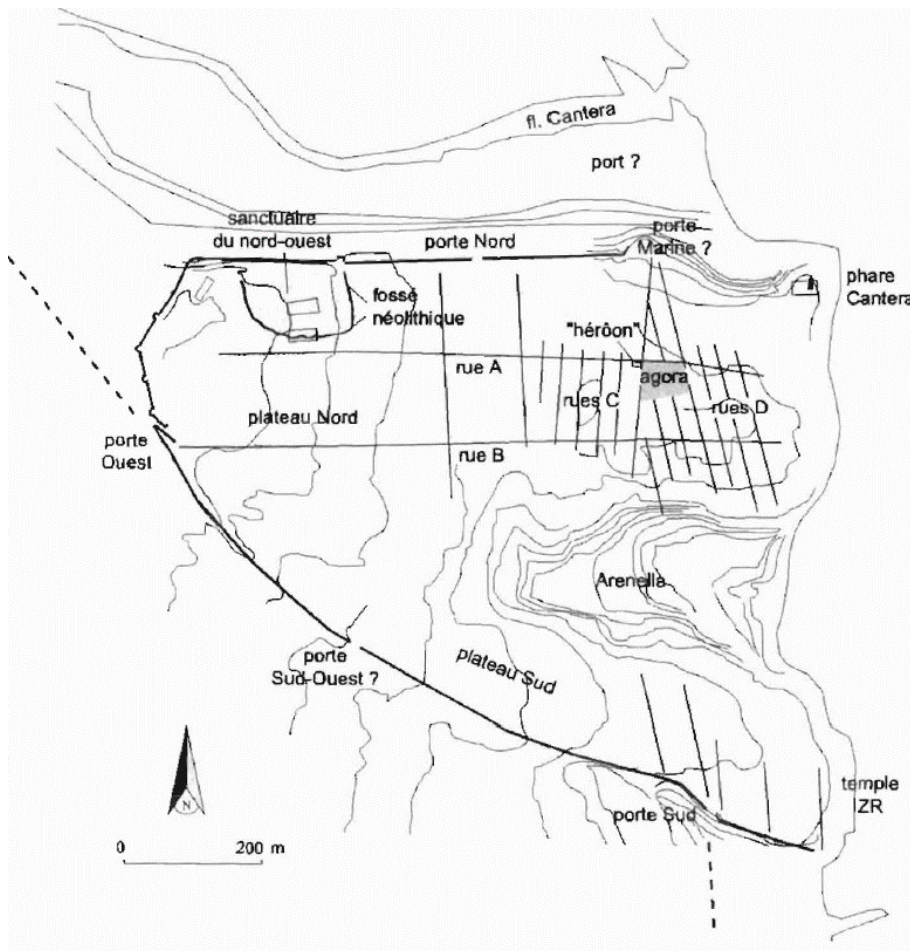 fl. Cantera
port ?
sanctuaire
du nord-ouest
porte Nord
porte
Marine ?
phare
Cantera
fossé
néolithique
"hérôon"
rue A
agora
rues C
rues D
plateau Nord
porte
Ouest
rue B
Arenella
porte
Sud-Ouest ?
plateau Sud
N
temple
ZR
porte Sud
0 200 m